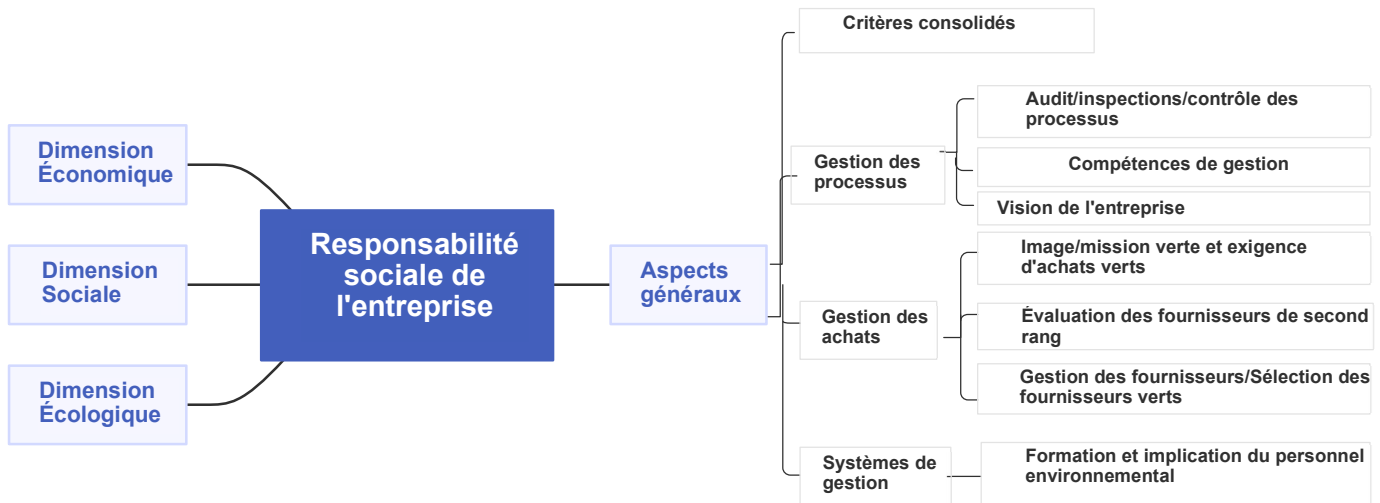 Dimension
Économique
Dimension
Sociale
Dimension
Écologique
Responsabilité
sociale de
l'entreprise
Aspects
généraux
Critères consolidés
Gestion des
processus
Audit/inspections/contrôle des
processus
Compétences de gestion
Vision de l'entreprise
Gestion des
achats
Image/mission verte et exigence
d'achats verts
Évaluation des fournisseurs de second
rang
Gestion des fournisseurs/Sélection des
fournisseurs verts
Systèmes de
gestion
Formation et implication du personnel
environnemental